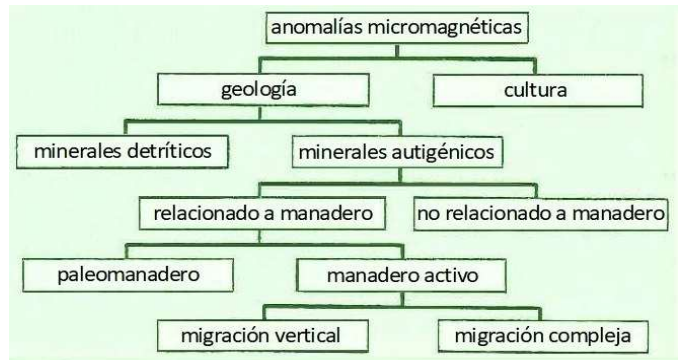 anomalías micromagnéticas
geología
cultura
minerales detríticos
minerales autigénicos
relacionado a manadero
no relacionado a manadero
paleomanadero
manadero activo
migración vertical
migración compleja